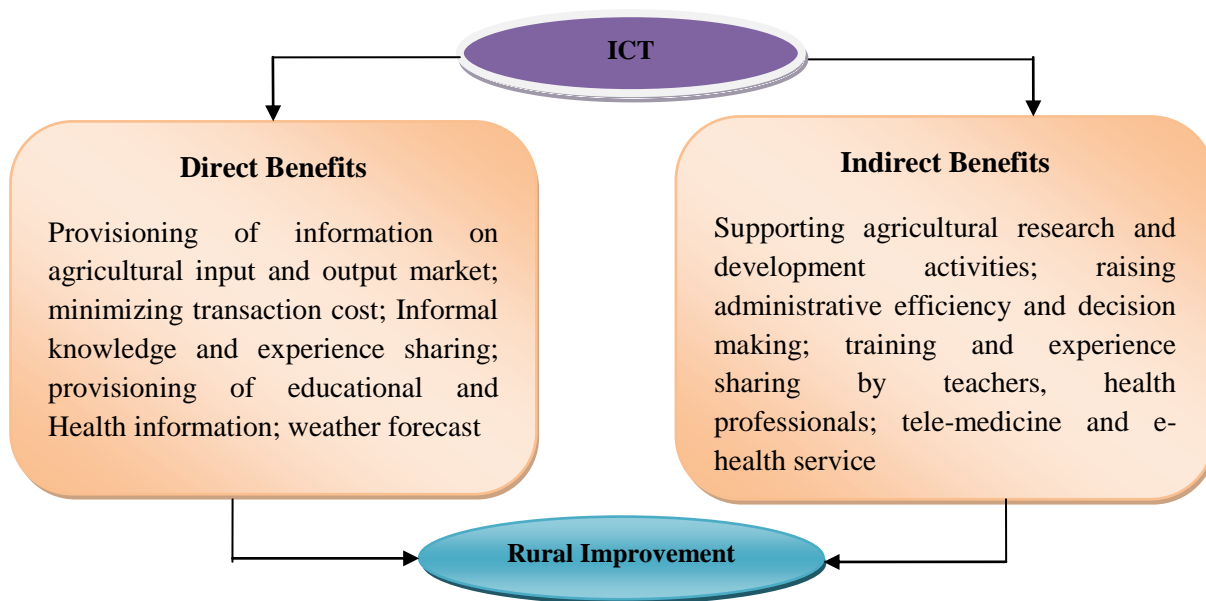 ICT
Direct Benefits
Provisioning of information on
agricultural input and output market;
minimizing transaction cost; Informal
knowledge and experience sharing;
provisioning of educational and
Health information; weather forecast
Indirect Benefits
Supporting agricultural research and
development activities; raising
administrative efficiency and decision
making; training and experience
sharing by teachers, health
professionals; tele-medicine and e-
health service
Rural Improvement